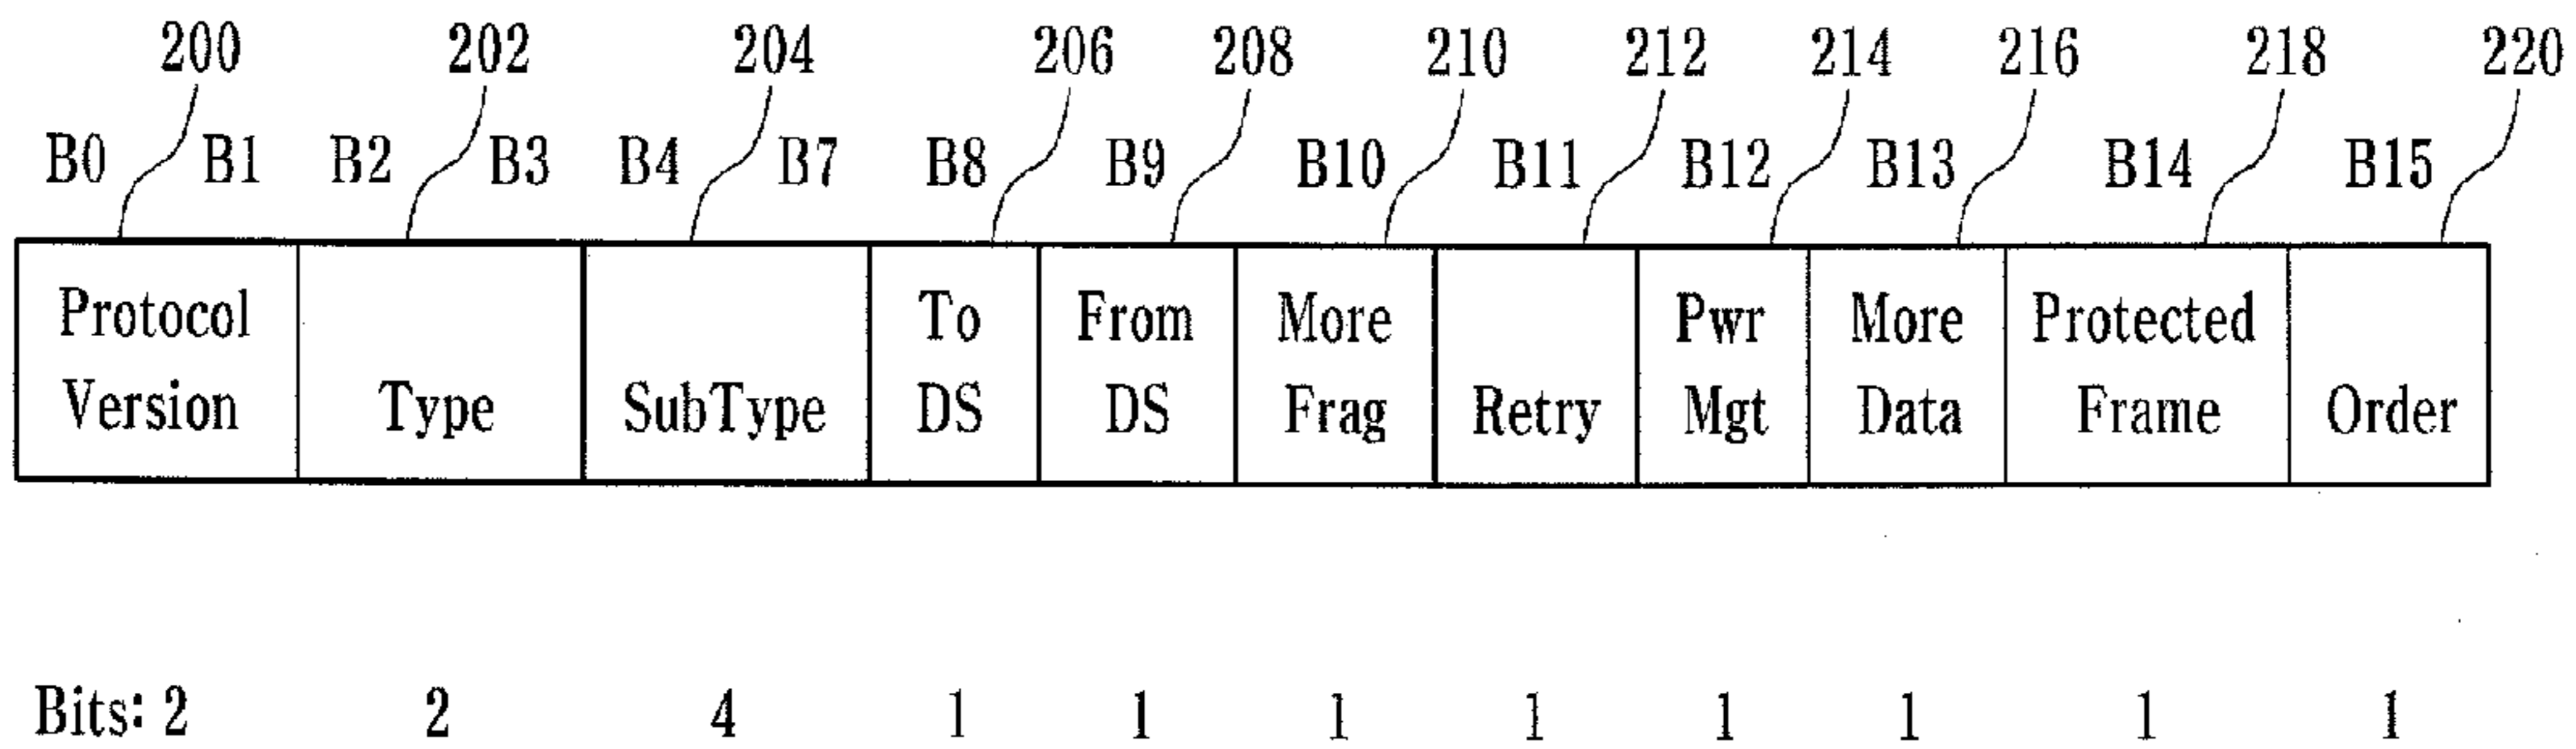 200 202 204 206 208 210 212 214 216 218 220
B0 B1 B2 B3 B4 B7 B8 B9 B10 B11 B12 B13 B14 B15
Protocol To From More Pwr More Protected
Version Type SubType DS DS Frag Retry Mgt Data Frame Order
Bits: 2 2 4 1 1 1 1 1 1 1 1